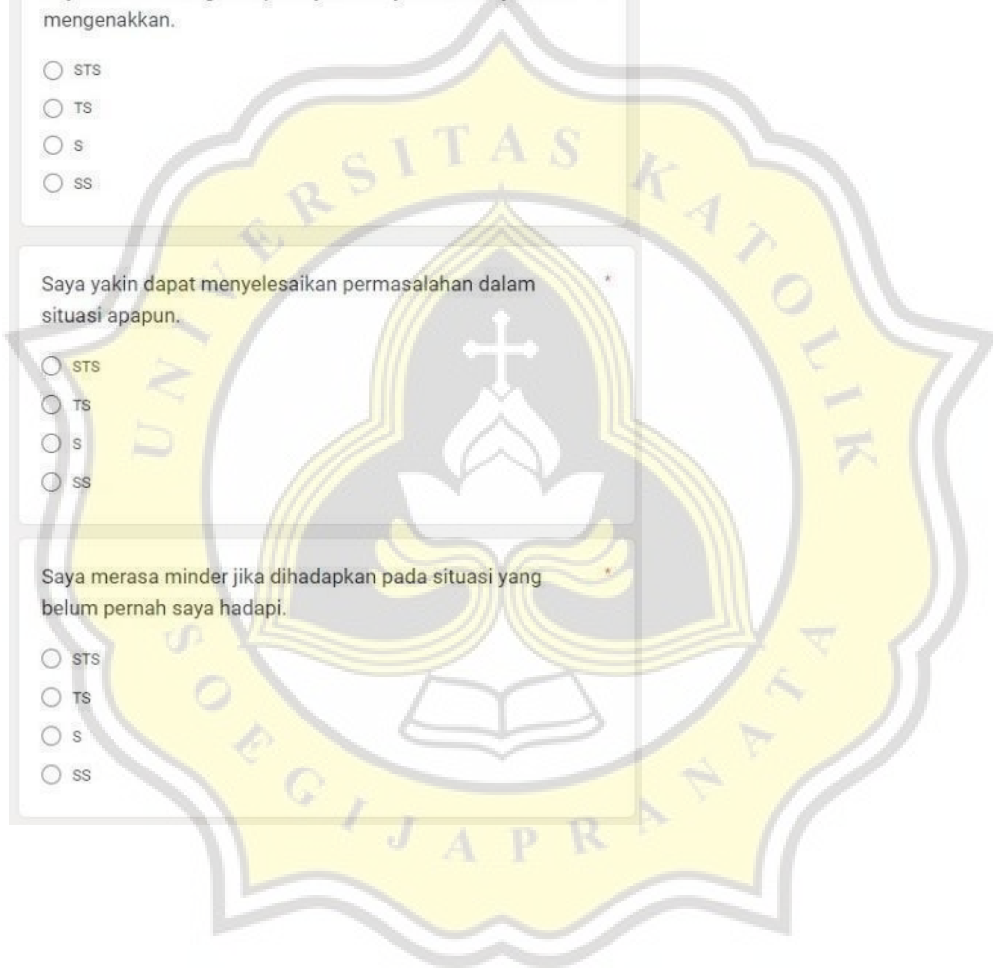 mengenakkan.
STS
TS
S
SS
Saya yakin dapat menyelesaikan permasalahan dalam *
situasi apapun.
STS
TS
S
SS
Saya merasa minder jika dihadapkan pada situasi yang *
belum pernah saya hadapi.
STS
TS
S
SS
UNIVERSITAS KATOLIK
SOEGIJAPRANATA